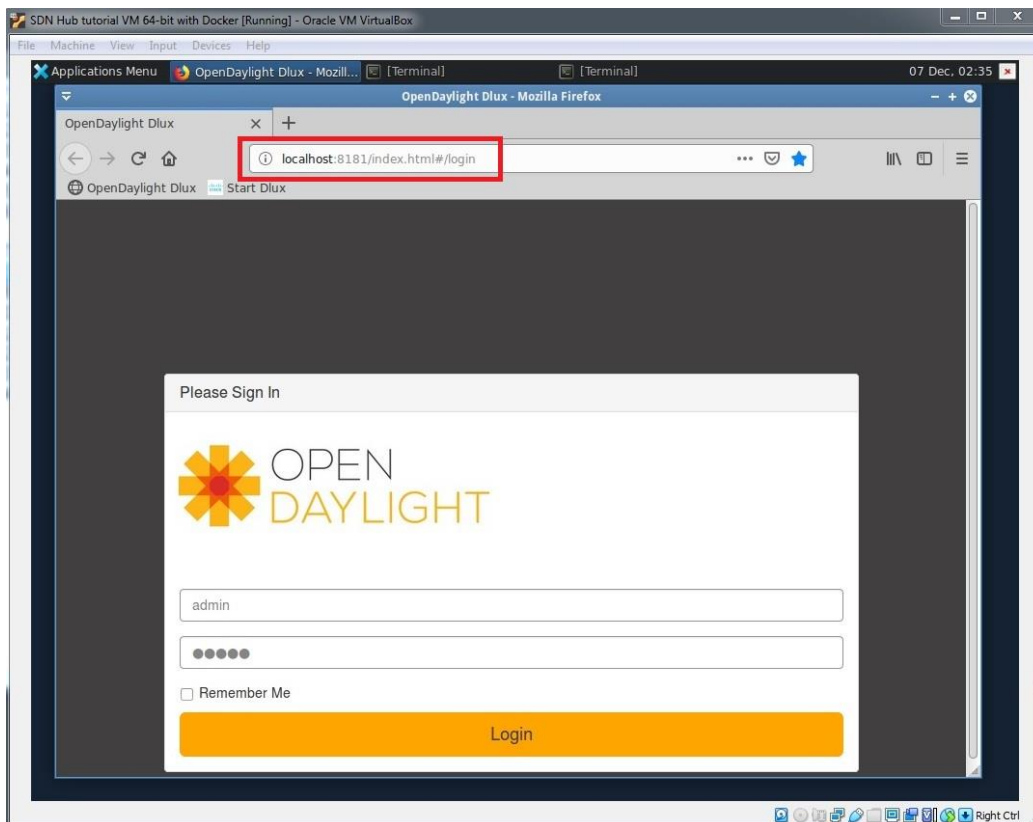 SDN Hub tutorial VM 64-bit with Docker [Running] - Oracle VM VirtualBox
File Machine View Input Devices Help
Applications Menu OpenDaylight Dlux - Mozill... [Terminal] [Terminal] 07 Dec, 02:35
OpenDaylight Dlux - Mozilla Firefox
OpenDaylight Dlux
localhost:8181/index.html#/login
OpenDaylight Dlux Start Dlux
Please Sign In
OPEN
DAYLIGHT
admin
Remember Me
Login
Right Ctrl